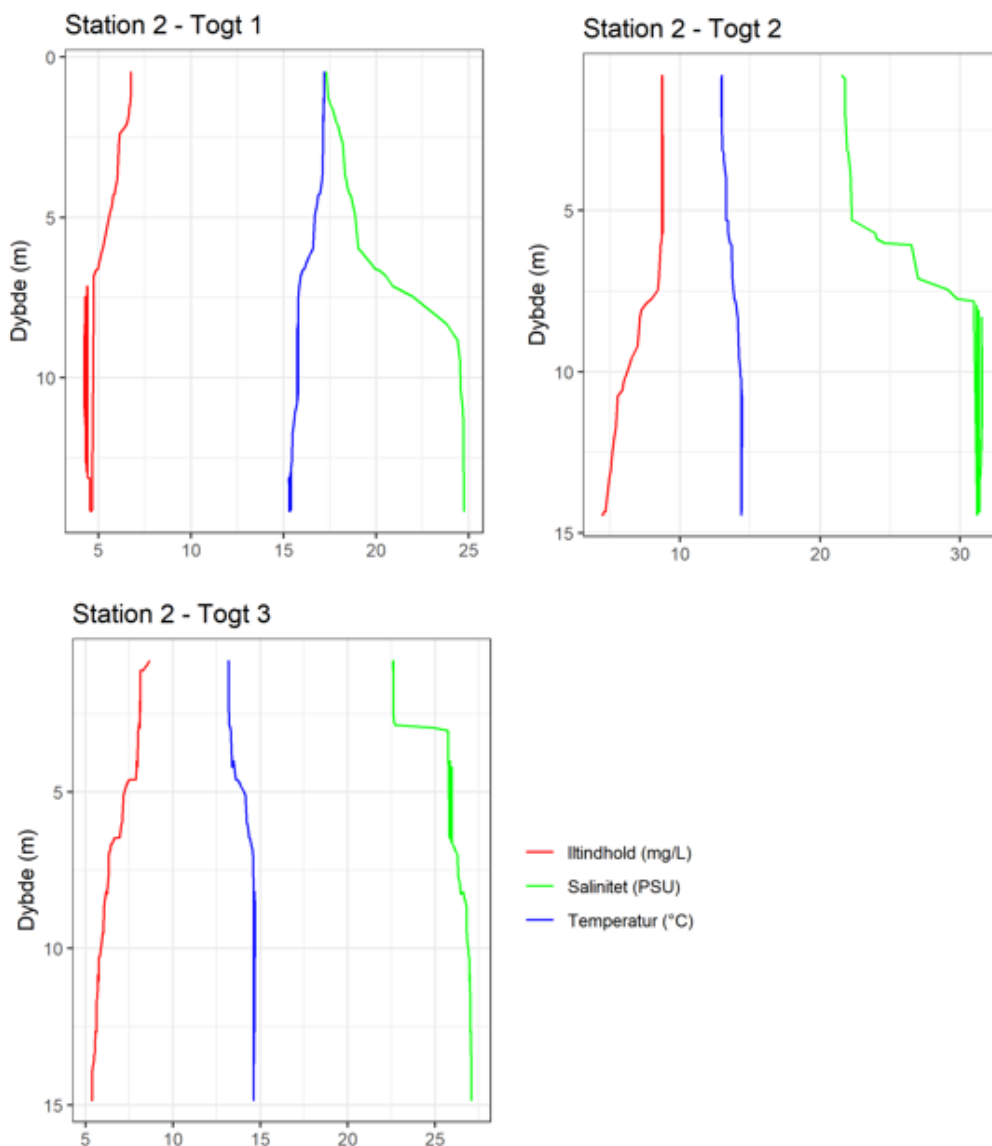 Station 2 - Togt 1
0
5
10
Dybde (m)
5
10
15
20
25
Station 2 - Togt 2
5
10
15
Dybde (m)
10
20
30
Station 2 - Togt 3
5
10
15
Dybde (m)
5
10
15
20
25
Iltindhold (mg/L)
Salinitet (PSU)
Temperatur (°C)